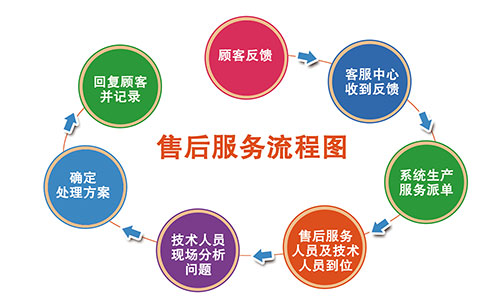 售后服务流程图
顾客反馈
客服中心
收到反馈
系统生产
服务派单
售后服务
人员及技术
人员到位
技术人员
现场分析
问题
确定
处理方案
回复顾客
并记录